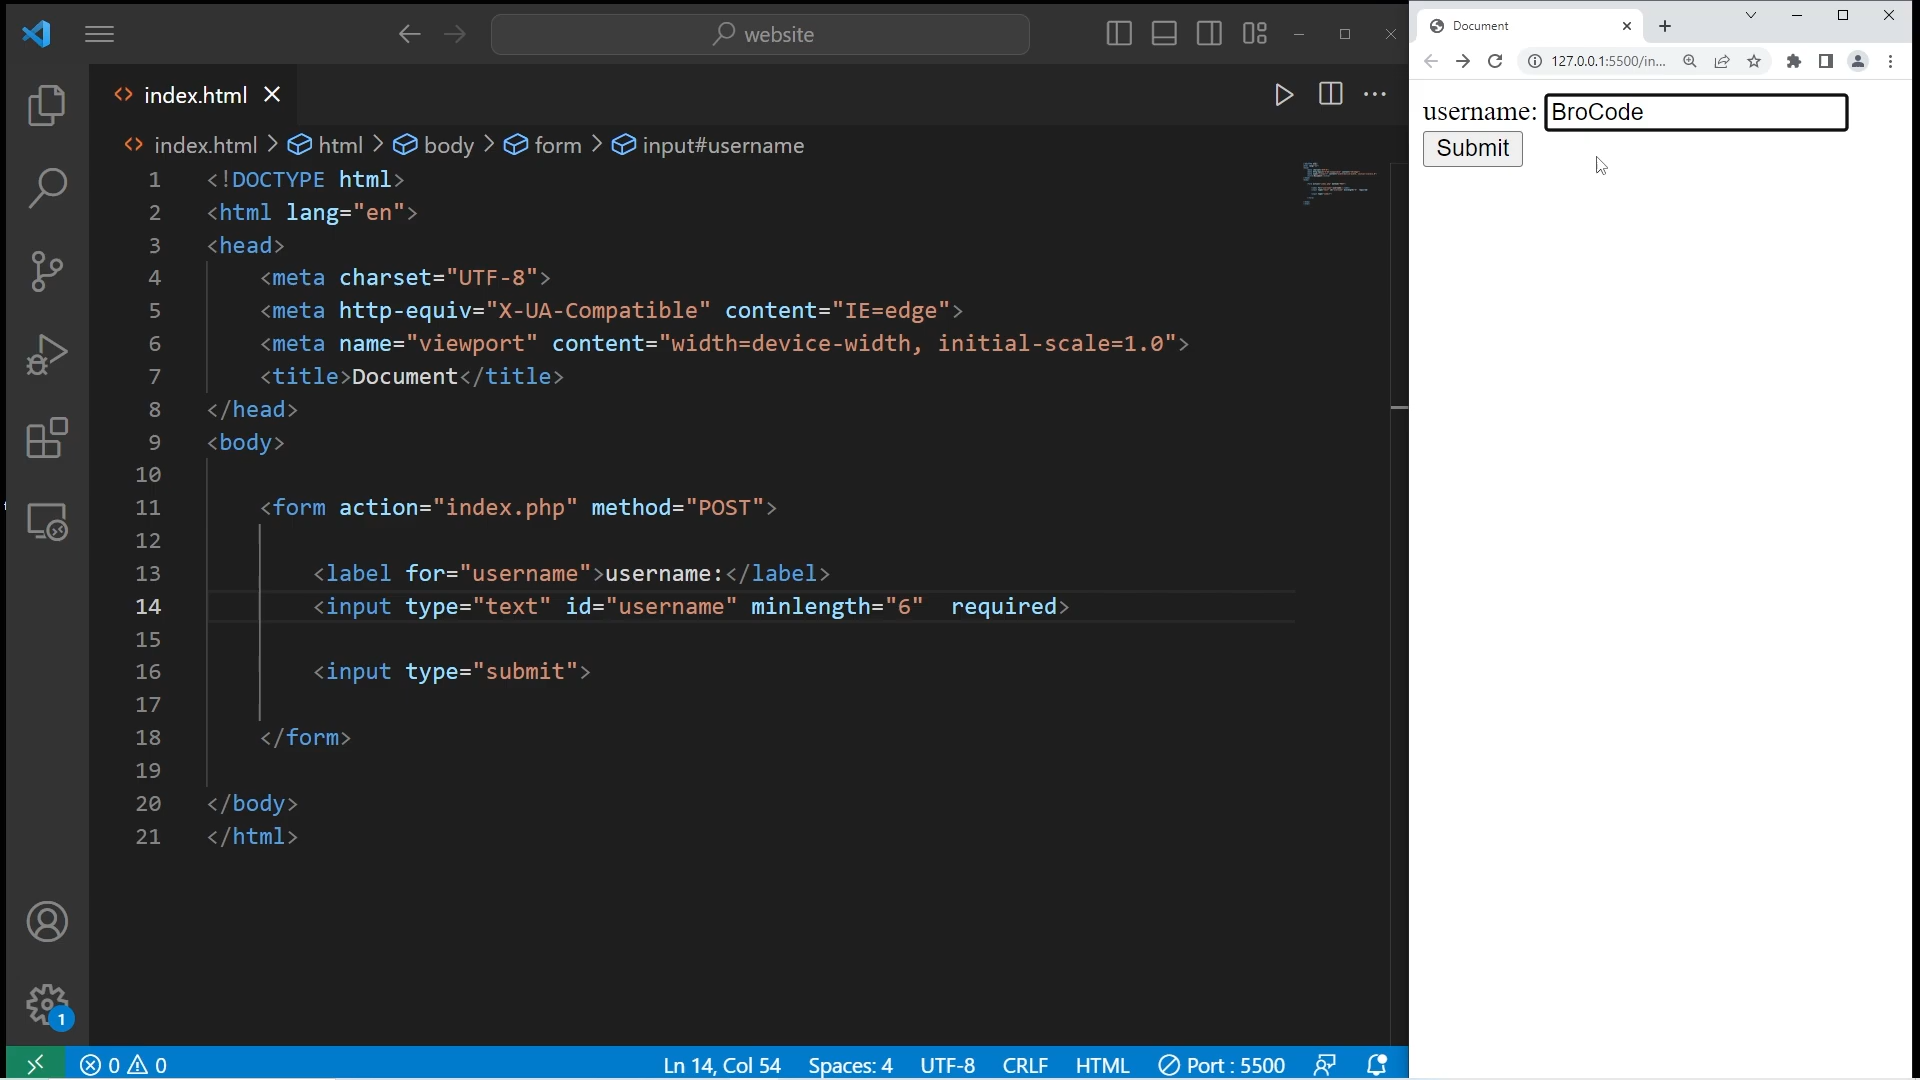 website
index.html
index.html > html > body > form > input#username
1 <!DOCTYPE html>
2 <html lang="en">
3 <head>
4 <meta charset="UTF-8">
5 <meta http-equiv="X-UA-Compatible" content="IE=edge">
6 <meta name="viewport" content="width=device-width, initial-scale=1.0">
7 <title>Document</title>
8 </head>
9 <body>
10
11 <form action="index.php" method="POST">
12
13 <label for="username">username:</label>
14 <input type="text" id="username" minlength="6"  required>
15
16 <input type="submit">
17
18 </form>
19
20 </body>
21 </html>
1
0 0 Ln 14, Col 54 Spaces: 4 UTF-8 CRLF HTML Port : 5500
Document
127.0.0.1:5500/in...
username: BroCode
Submit